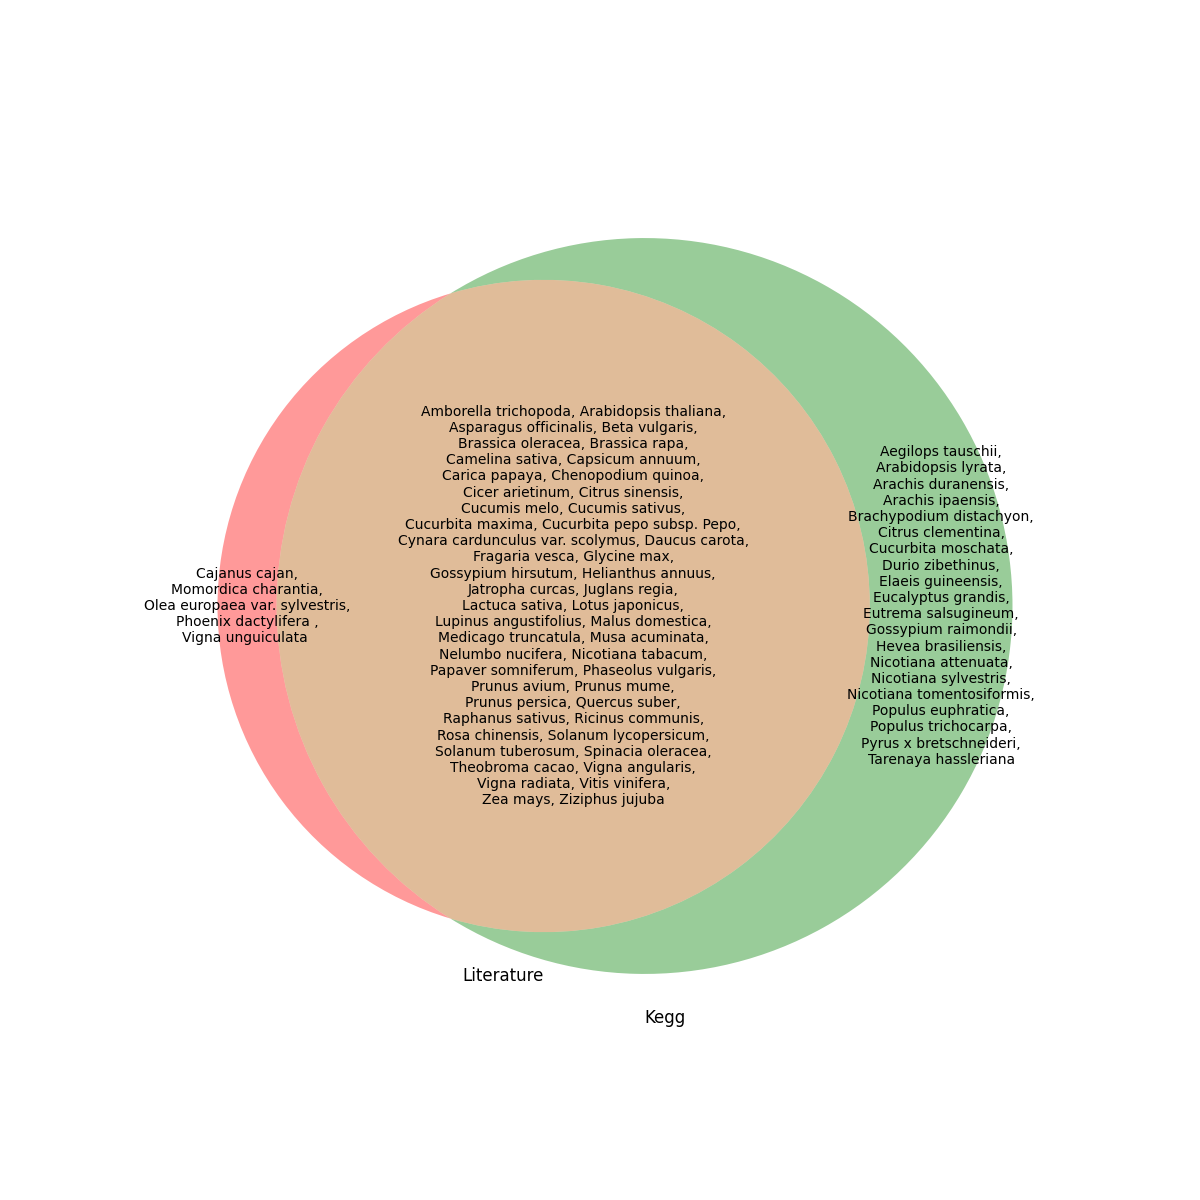 Cajanus cajan,
Momordica charantia,
Olea europaea var. sylvestris,
Phoenix dactylifera ,
Vigna unguiculata
Amborella trichopoda, Arabidopsis thaliana,
Asparagus officinalis, Beta vulgaris,
Brassica oleracea, Brassica rapa,
Camelina sativa, Capsicum annuum,
Carica papaya, Chenopodium quinoa,
Cicer arietinum, Citrus sinensis,
Cucumis melo, Cucumis sativus,
Cucurbita maxima, Cucurbita pepo subsp. Pepo,
Cynara cardunculus var. scolymus, Daucus carota,
Fragaria vesca, Glycine max,
Gossypium hirsutum, Helianthus annuus,
Jatropha curcas, Juglans regia,
Lactuca sativa, Lotus japonicus,
Lupinus angustifolius, Malus domestica,
Medicago truncatula, Musa acuminata,
Nelumbo nucifera, Nicotiana tabacum,
Papaver somniferum, Phaseolus vulgaris,
Prunus avium, Prunus mume,
Prunus persica, Quercus suber,
Raphanus sativus, Ricinus communis,
Rosa chinensis, Solanum lycopersicum,
Solanum tuberosum, Spinacia oleracea,
Theobroma cacao, Vigna angularis,
Vigna radiata, Vitis vinifera,
Zea mays, Ziziphus jujuba
Aegilops tauschii,
Arabidopsis lyrata,
Arachis duranensis,
Arachis ipaensis,
Brachypodium distachyon,
Citrus clementina,
Cucurbita moschata,
Durio zibethinus,
Elaeis guineensis,
Eucalyptus grandis,
Eutrema salsugineum,
Gossypium raimondii,
Hevea brasiliensis,
Nicotiana attenuata,
Nicotiana sylvestris,
Nicotiana tomentosiformis,
Populus euphratica,
Populus trichocarpa,
Pyrus x bretschneideri,
Tarenaya hassleriana
Literature
Kegg